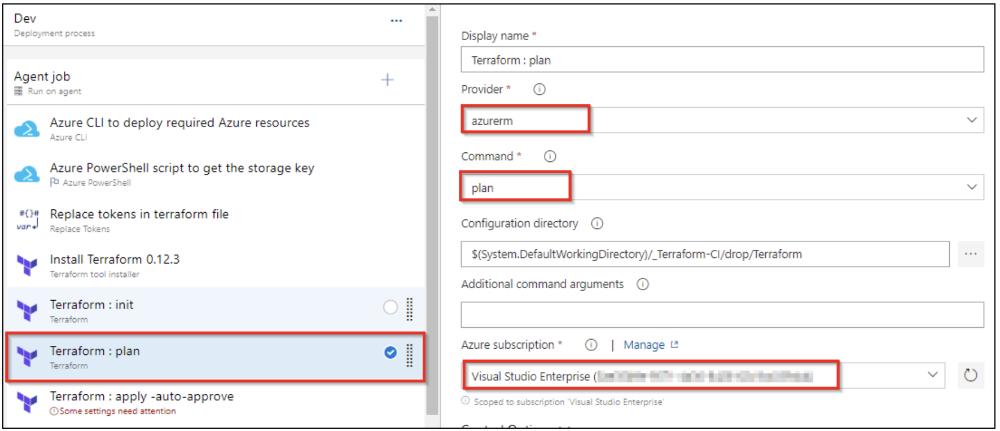 Dev
Deployment process
...
Agent job
Run on agent
Azure CLI to deploy required Azure resources
Azure CLI
Azure PowerShell script to get the storage key
Azure PowerShell
#{}#
var
Replace tokens in terraform file
Replace Tokens
Install Terraform 0.12.3
Terraform tool installer
Terraform : init
Terraform
Terraform : plan
Terraform
Terraform : apply -auto-approve
Some settings need attention
Display name *
Terraform : plan
Provider *
azurerm
Command *
plan
Configuration directory
$(System.DefaultWorkingDirectory)/_Terraform-CI/drop/Terraform
...
Additional command arguments
Azure subscription * | Manage
Visual Studio Enterprise (
Scoped to subscription 'Visual Studio Enterprise'